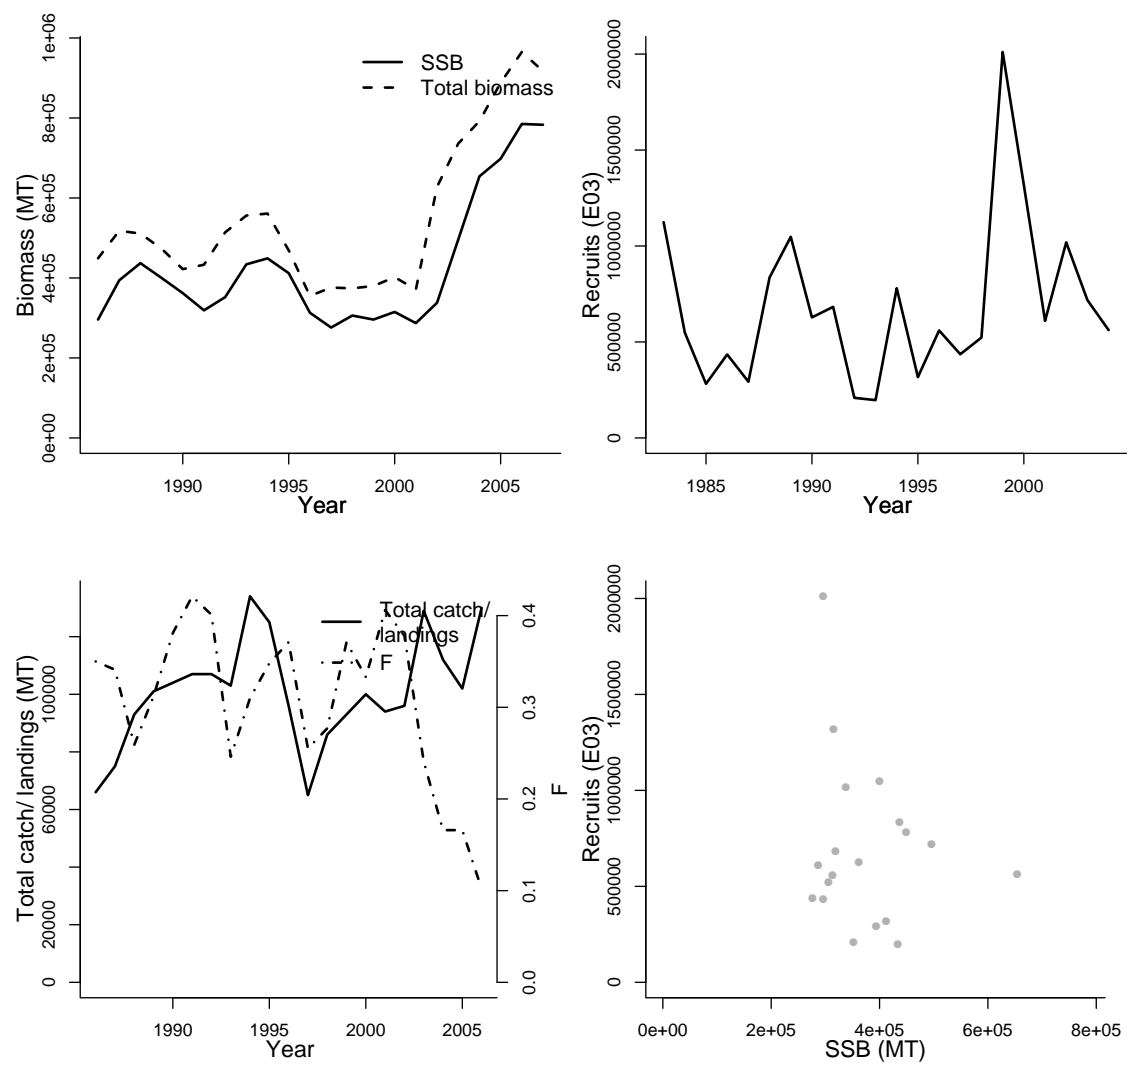 1e+06
8e+05
6e+05
4e+05
2e+05
0e+00
Biomass (MT)
SSB
Total biomass
1990 1995 2000 2005
Year
2000000
1500000
1000000
500000
0
Recruits (E03)
1985 1990 1995 2000
Year
100000
60000
20000
0
Total catch/ landings (MT)
Total catch/
landings
F
0.4
0.3
0.2
0.1
0.0
F
1990 1995 2000 2005
Year
2000000
1500000
1000000
500000
0
Recruits (E03)
0e+00 2e+05 4e+05 6e+05 8e+05
SSB (MT)